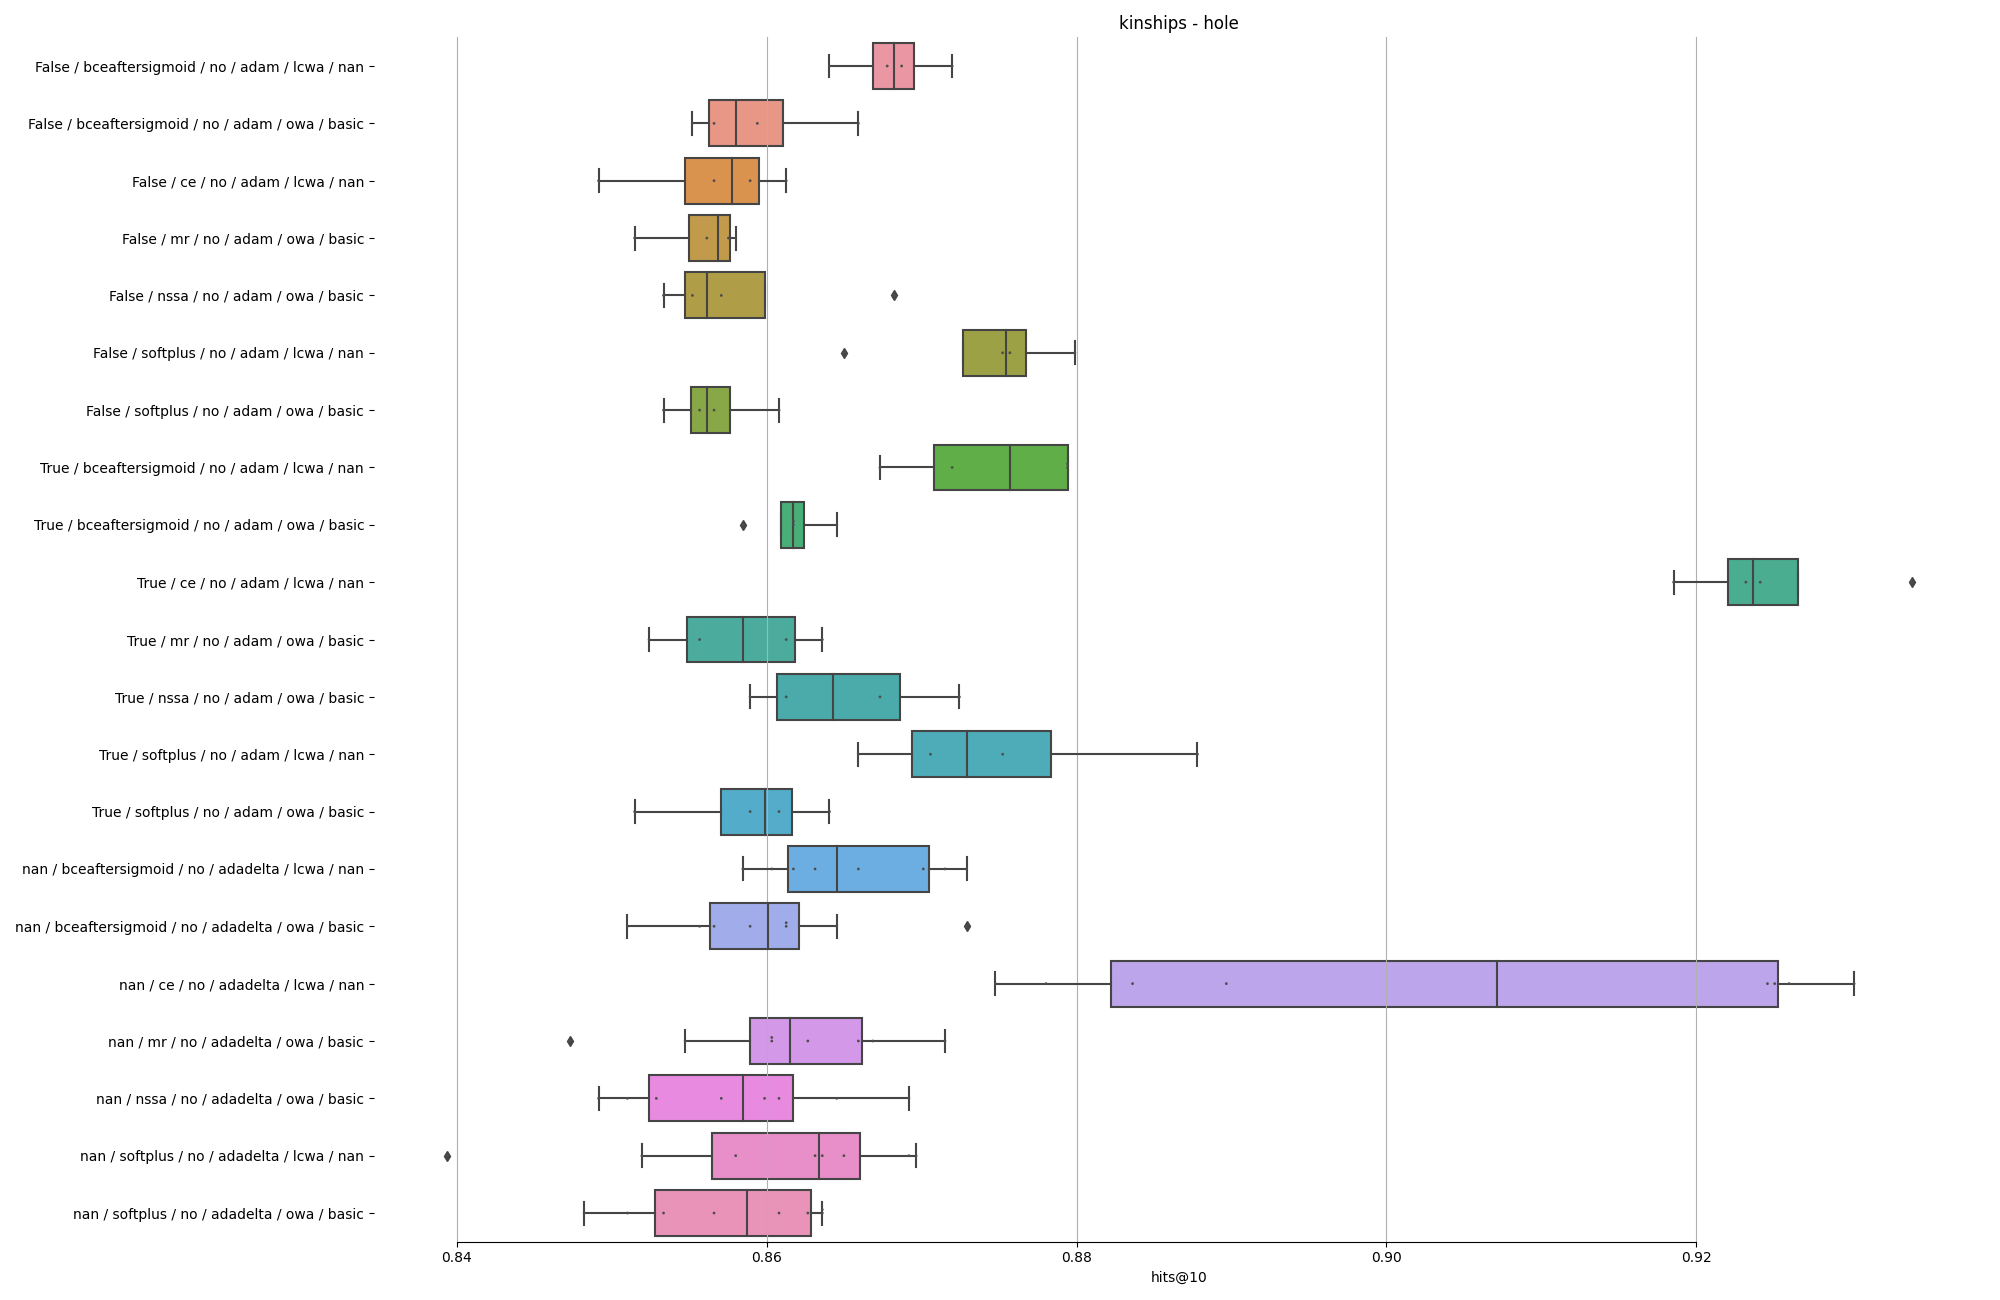 kinships - hole
False / bceaftersigmoid / no / adam / lcwa / nan
False / bceaftersigmoid / no / adam / owa / basic
False / ce / no / adam / lcwa / nan
False / mr / no / adam / owa / basic
False / nssa / no / adam / owa / basic
False / softplus / no / adam / lcwa / nan
False / softplus / no / adam / owa / basic
True / bceaftersigmoid / no / adam / lcwa / nan
True / bceaftersigmoid / no / adam / owa / basic
True / ce / no / adam / lcwa / nan
True / mr / no / adam / owa / basic
True / nssa / no / adam / owa / basic
True / softplus / no / adam / lcwa / nan
True / softplus / no / adam / owa / basic
nan / bceaftersigmoid / no / adadelta / lcwa / nan
nan / bceaftersigmoid / no / adadelta / owa / basic
nan / ce / no / adadelta / lcwa / nan
nan / mr / no / adadelta / owa / basic
nan / nssa / no / adadelta / owa / basic
nan / softplus / no / adadelta / lcwa / nan
nan / softplus / no / adadelta / owa / basic
0.84 0.86 0.88 0.90 0.92
hits@10